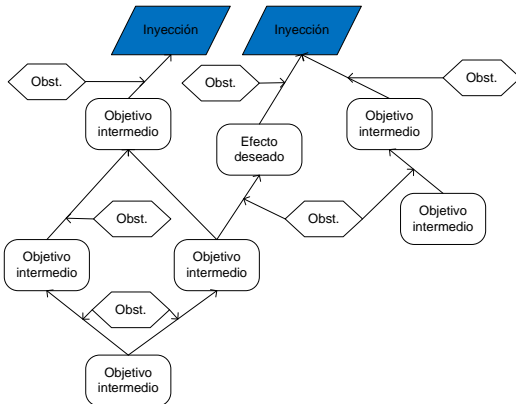 Inyección
Inyección
Obst.
Obst.
Obst.
Objetivo
intermedio
Objetivo
intermedio
Efecto
deseado
Obst.
Obst.
Objetivo
intermedio
Objetivo
intermedio
Objetivo
intermedio
Obst.
Objetivo
intermedio